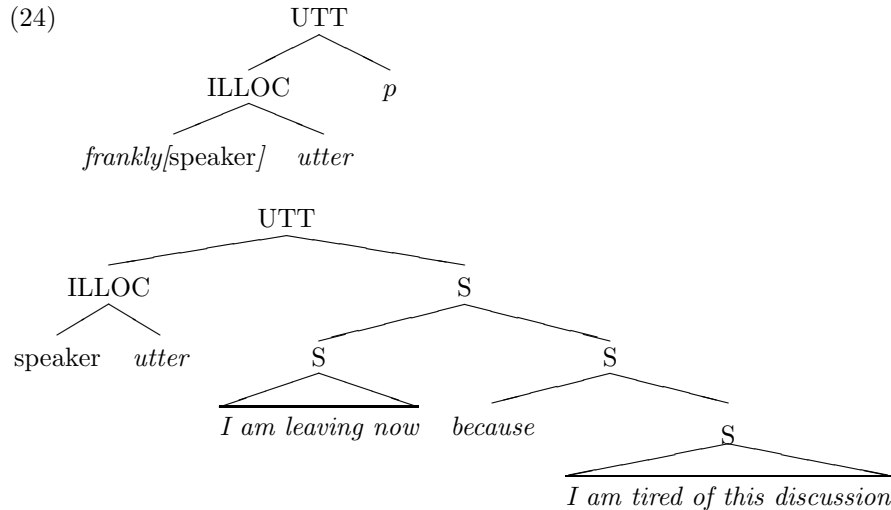 (24) UTT
ILLOC p
frankly[speaker] utter
UTT
ILLOC S
speaker utter S S
I am leaving now because S
I am tired of this discussion